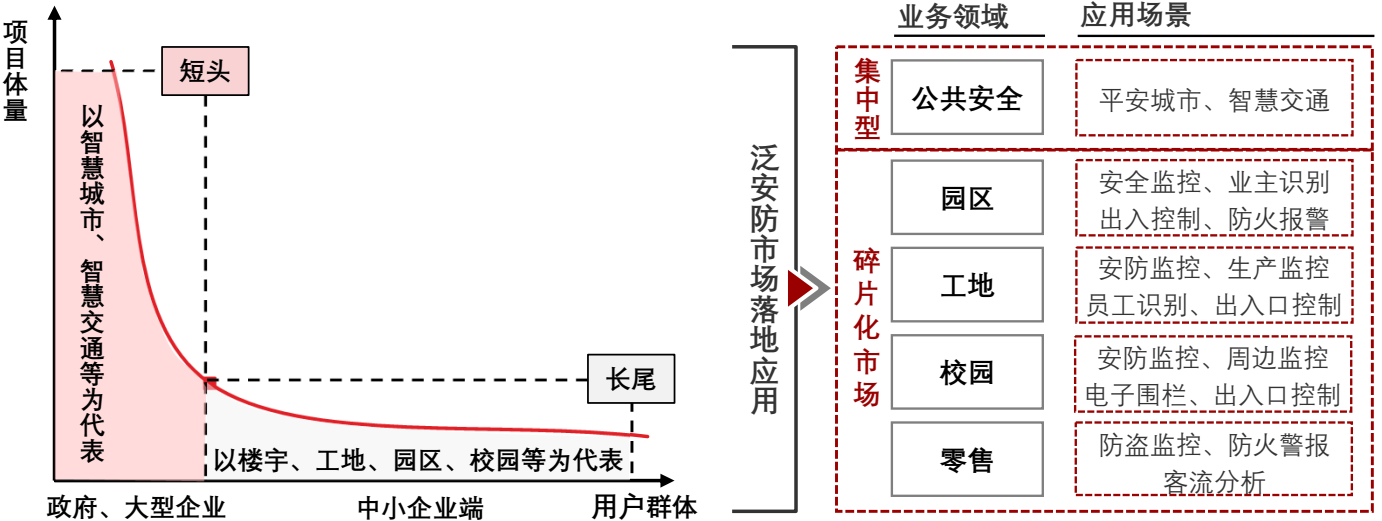 项目体量
短头
以智慧城市、智慧交通等为代表
长尾
以楼宇、工地、园区、校园等为代表
政府、大型企业
中小企业端
用户群体
泛安防市场落地应用
业务领域
应用场景
集中型
公共安全
平安城市、智慧交通
碎片化市场
园区
安全监控、业主识别
出入控制、防火报警
工地
安防监控、生产监控
员工识别、出入口控制
校园
安防监控、周边监控
电子围栏、出入口控制
零售
防盗监控、防火警报
客流分析